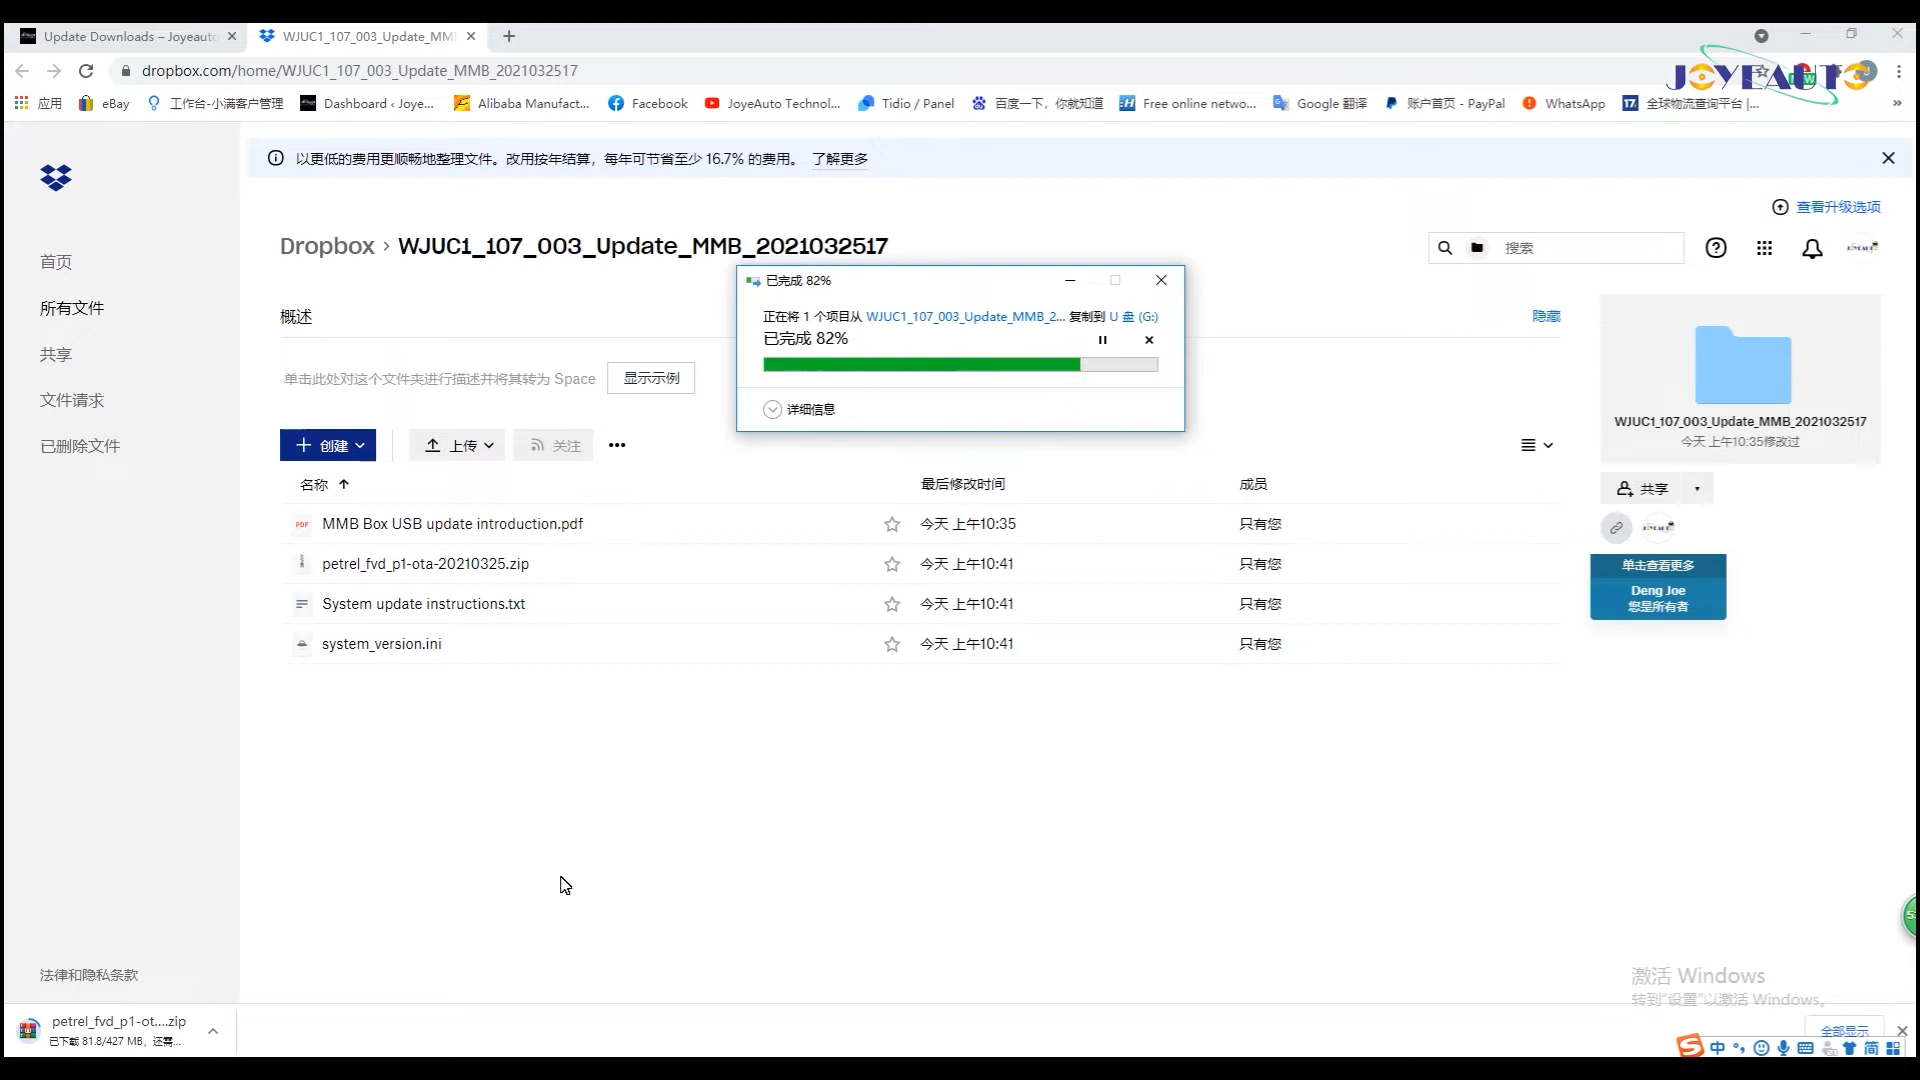 Update Downloads – Joyeauto
WJUC1_107_003_Update_MM
dropbox.com/home/WJUC1_107_003_Update_MMB_2021032517
JOYEAUTO
应用
eBay
工作台-小满客户管理
Dashboard ‹ Joye...
Alibaba Manufact...
Facebook
JoyeAuto Technol...
Tidio / Panel
百度一下，你就知道
Free online netwo...
Google 翻译
账户首页 - PayPal
WhatsApp
全球物流查询平台 |...
以更低的费用更顺畅地整理文件。改用按年结算，每年可节省至少 16.7% 的费用。 了解更多
查看升级选项
Dropbox › WJUC1_107_003_Update_MMB_2021032517
搜索
首页
所有文件
共享
文件请求
已删除文件
法律和隐私条款
概述
隐藏
单击此处对这个文件夹进行描述并将其转为 Space
显示示例
已完成 82%
正在将 1 个项目从 WJUC1_107_003_Update_MMB_2... 复制到 U 盘 (G:)
已完成 82%
详细信息
创建
上传
关注
名称
最后修改时间
成员
PDF MMB Box USB update introduction.pdf 今天 上午10:35 只有您
petrel_fvd_p1-ota-20210325.zip 今天 上午10:41 只有您
System update instructions.txt 今天 上午10:41 只有您
system_version.ini 今天 上午10:41 只有您
WJUC1_107_003_Update_MMB_2021032517
今天 上午10:35修改过
共享
单击查看更多
Deng Joe
您是所有者
激活 Windows
转到"设置"以激活 Windows。
petrel_fvd_p1-ot....zip
已下载 81.8/427 MB，还需...
全部显示
中
简